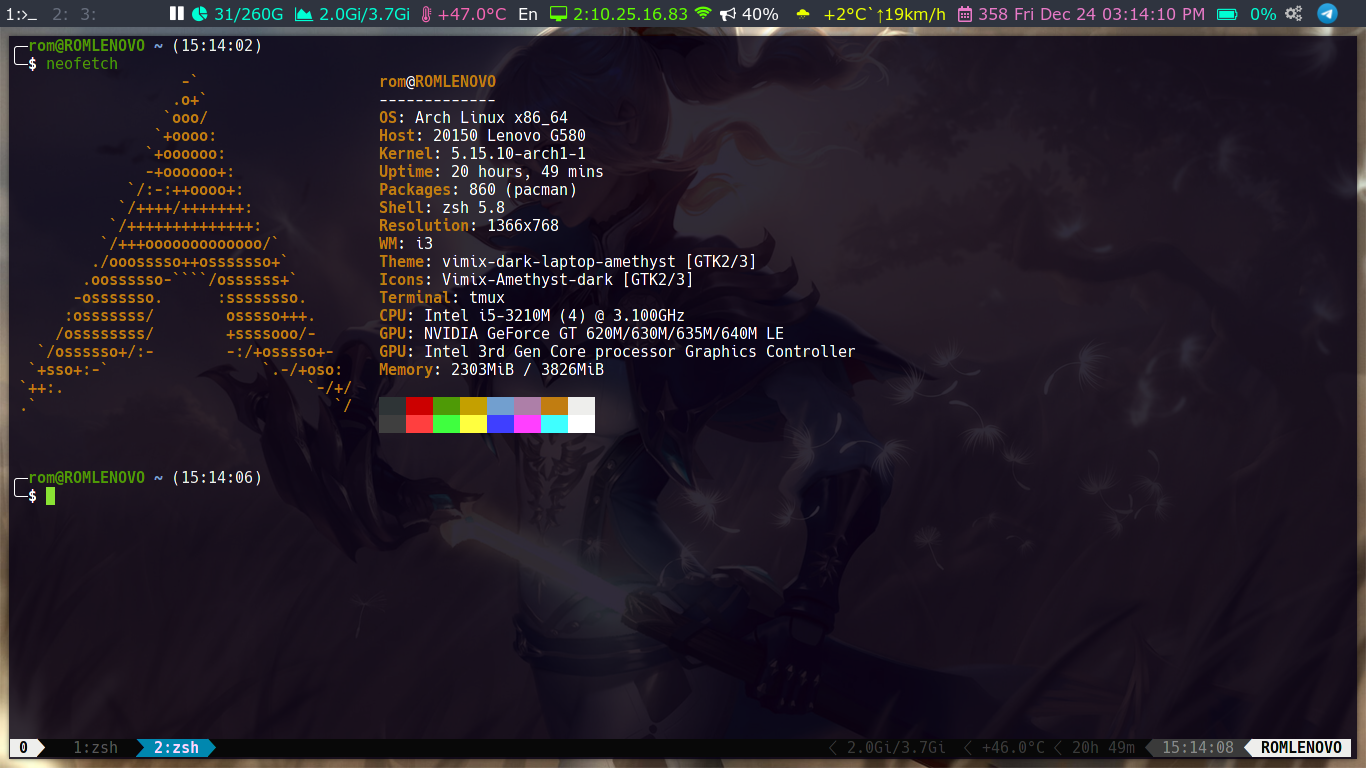 1:>_ 2: 3: 31/260G 2.0Gi/3.7Gi +47.0°C En 2:10.25.16.83 40% +2°C`↑19km/h 358 Fri Dec 24 03:14:10 PM 0%
rom@ROMLENOVO ~ (15:14:02)
$ neofetch
-` rom@ROMLENOVO
.o+` -------------
`ooo/ OS: Arch Linux x86_64
`+oooo: Host: 20150 Lenovo G580
`+oooooo: Kernel: 5.15.10-arch1-1
-+oooooo+: Uptime: 20 hours, 49 mins
`/:-:++oooo+: Packages: 860 (pacman)
`/++++/+++++++: Shell: zsh 5.8
`/++++++++++++++: Resolution: 1366x768
`/+++ooooooooooooo/` WM: i3
./ooosssso++osssssso+` Theme: vimix-dark-laptop-amethyst [GTK2/3]
.oossssso-````/ossssss+` Icons: Vimix-Amethyst-dark [GTK2/3]
-osssssso. :ssssssso. Terminal: tmux
:osssssss/ osssso+++. CPU: Intel i5-3210M (4) @ 3.100GHz
/ossssssss/ +ssssooo/- GPU: NVIDIA GeForce GT 620M/630M/635M/640M LE
`/ossssso+/:- -:/+osssso+- GPU: Intel 3rd Gen Core processor Graphics Controller
`+sso+:-` `.-/+oso: Memory: 2303MiB / 3826MiB
`++:. `-/+/
.` `/
rom@ROMLENOVO ~ (15:14:06)
$
0 1:zsh 2:zsh 2.0Gi/3.7Gi +46.0°C 20h 49m 15:14:08 ROMLENOVO